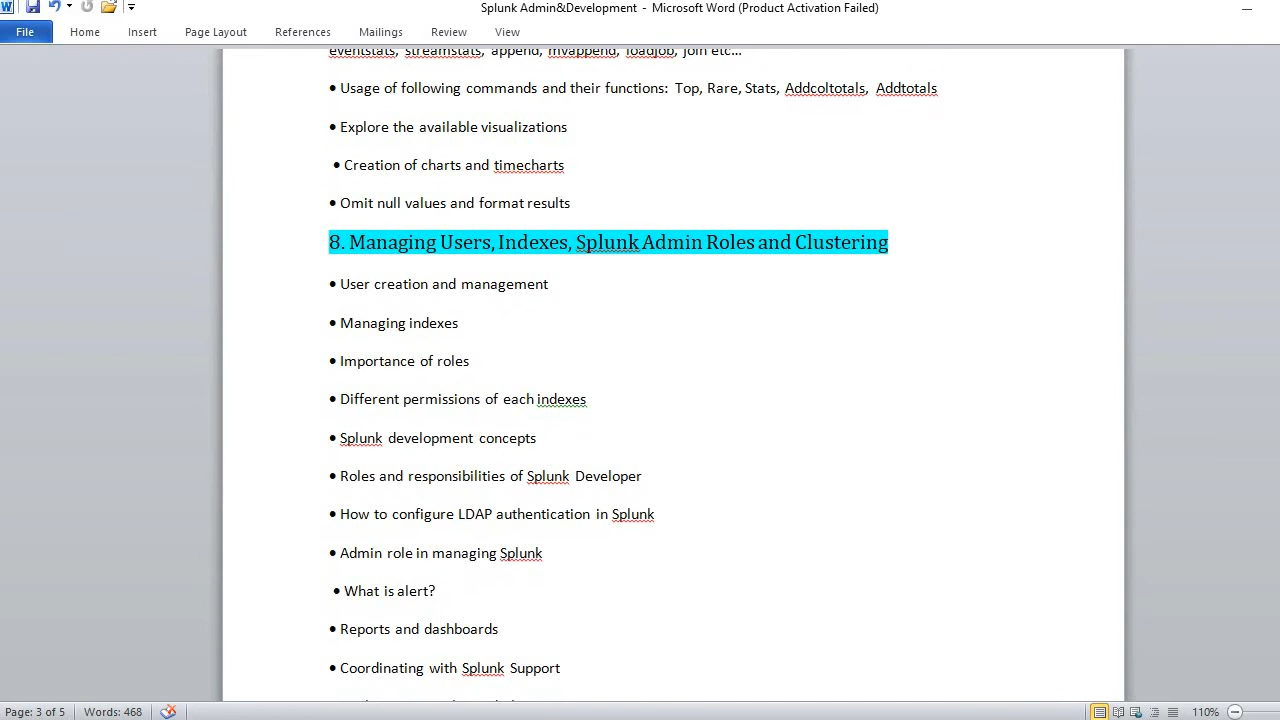 Splunk Admin&Development - Microsoft Word (Product Activation Failed)
File Home Insert Page Layout References Mailings Review View
eventstats, streamstats, append, mvappend, loadjob, join etc...
• Usage of following commands and their functions: Top, Rare, Stats, Addcoltotals, Addtotals
• Explore the available visualizations
• Creation of charts and timecharts
• Omit null values and format results
8. Managing Users, Indexes, Splunk Admin Roles and Clustering
• User creation and management
• Managing indexes
• Importance of roles
• Different permissions of each indexes
• Splunk development concepts
• Roles and responsibilities of Splunk Developer
• How to configure LDAP authentication in Splunk
• Admin role in managing Splunk
• What is alert?
• Reports and dashboards
• Coordinating with Splunk Support
Page: 3 of 5 Words: 468 110%